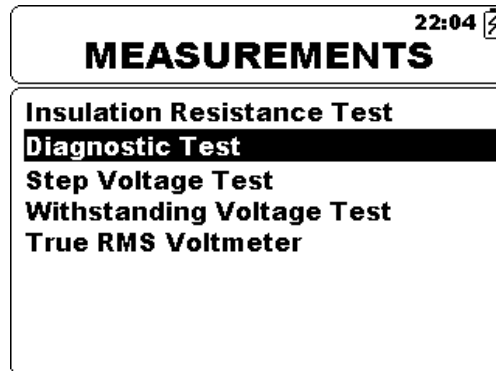 22:04
MEASUREMENTS
Insulation Resistance Test
Diagnostic Test
Step Voltage Test
Withstanding Voltage Test
True RMS Voltmeter